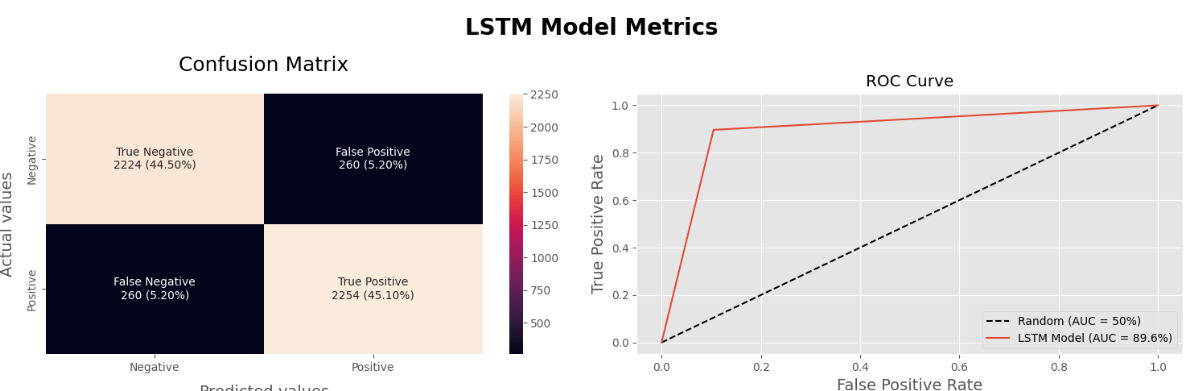 LSTM Model Metrics
Confusion Matrix
Actual values
Negative
Positive
True Negative
2224 (44.50%)
False Positive
260 (5.20%)
False Negative
260 (5.20%)
True Positive
2254 (45.10%)
Negative
Positive
Predicted values
2250
2000
1750
1500
1250
1000
750
500
ROC Curve
True Positive Rate
1.0
0.8
0.6
0.4
0.2
0.0
0.0
0.2
0.4
0.6
0.8
1.0
False Positive Rate
Random (AUC = 50%)
LSTM Model (AUC = 89.6%)